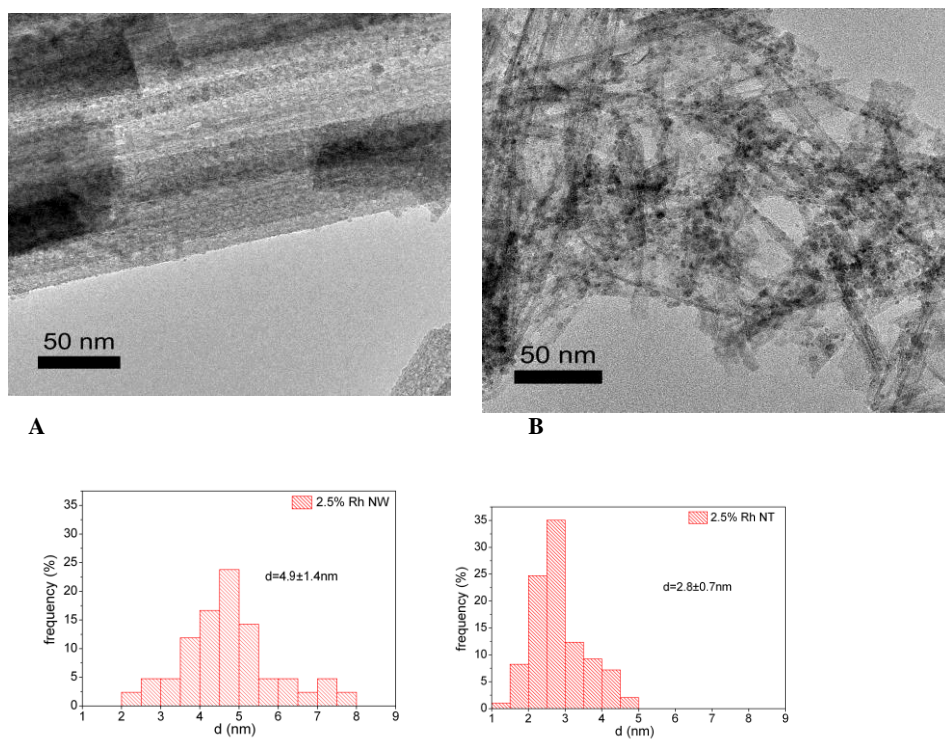 50 nm
50 nm
A
B
35
30
25
20
15
10
5
0
frequency (%)
2.5% Rh NW
d=4.9±1.4nm
1 2 3 4 5 6 7 8 9
d (nm)
35
30
25
20
15
10
5
0
frequency (%)
2.5% Rh NT
d=2.8±0.7nm
1 2 3 4 5 6 7 8 9
d (nm)